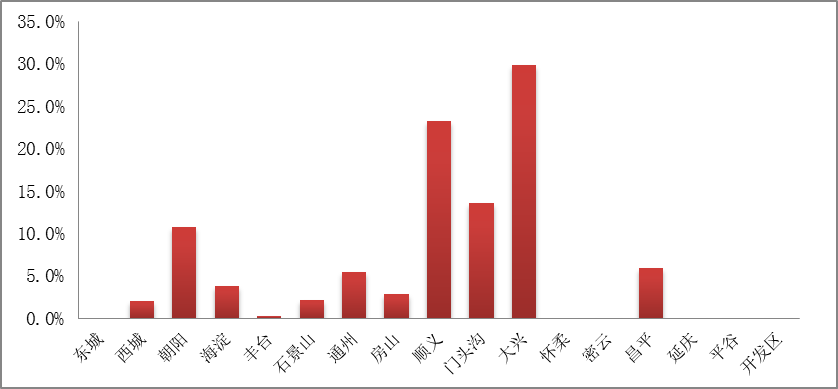 35.0%
30.0%
25.0%
20.0%
15.0%
10.0%
5.0%
0.0%
东城
西城
朝阳
海淀
丰台
石景山
通州
房山
顺义
门头沟
大兴
怀柔
密云
昌平
延庆
平谷
开发区